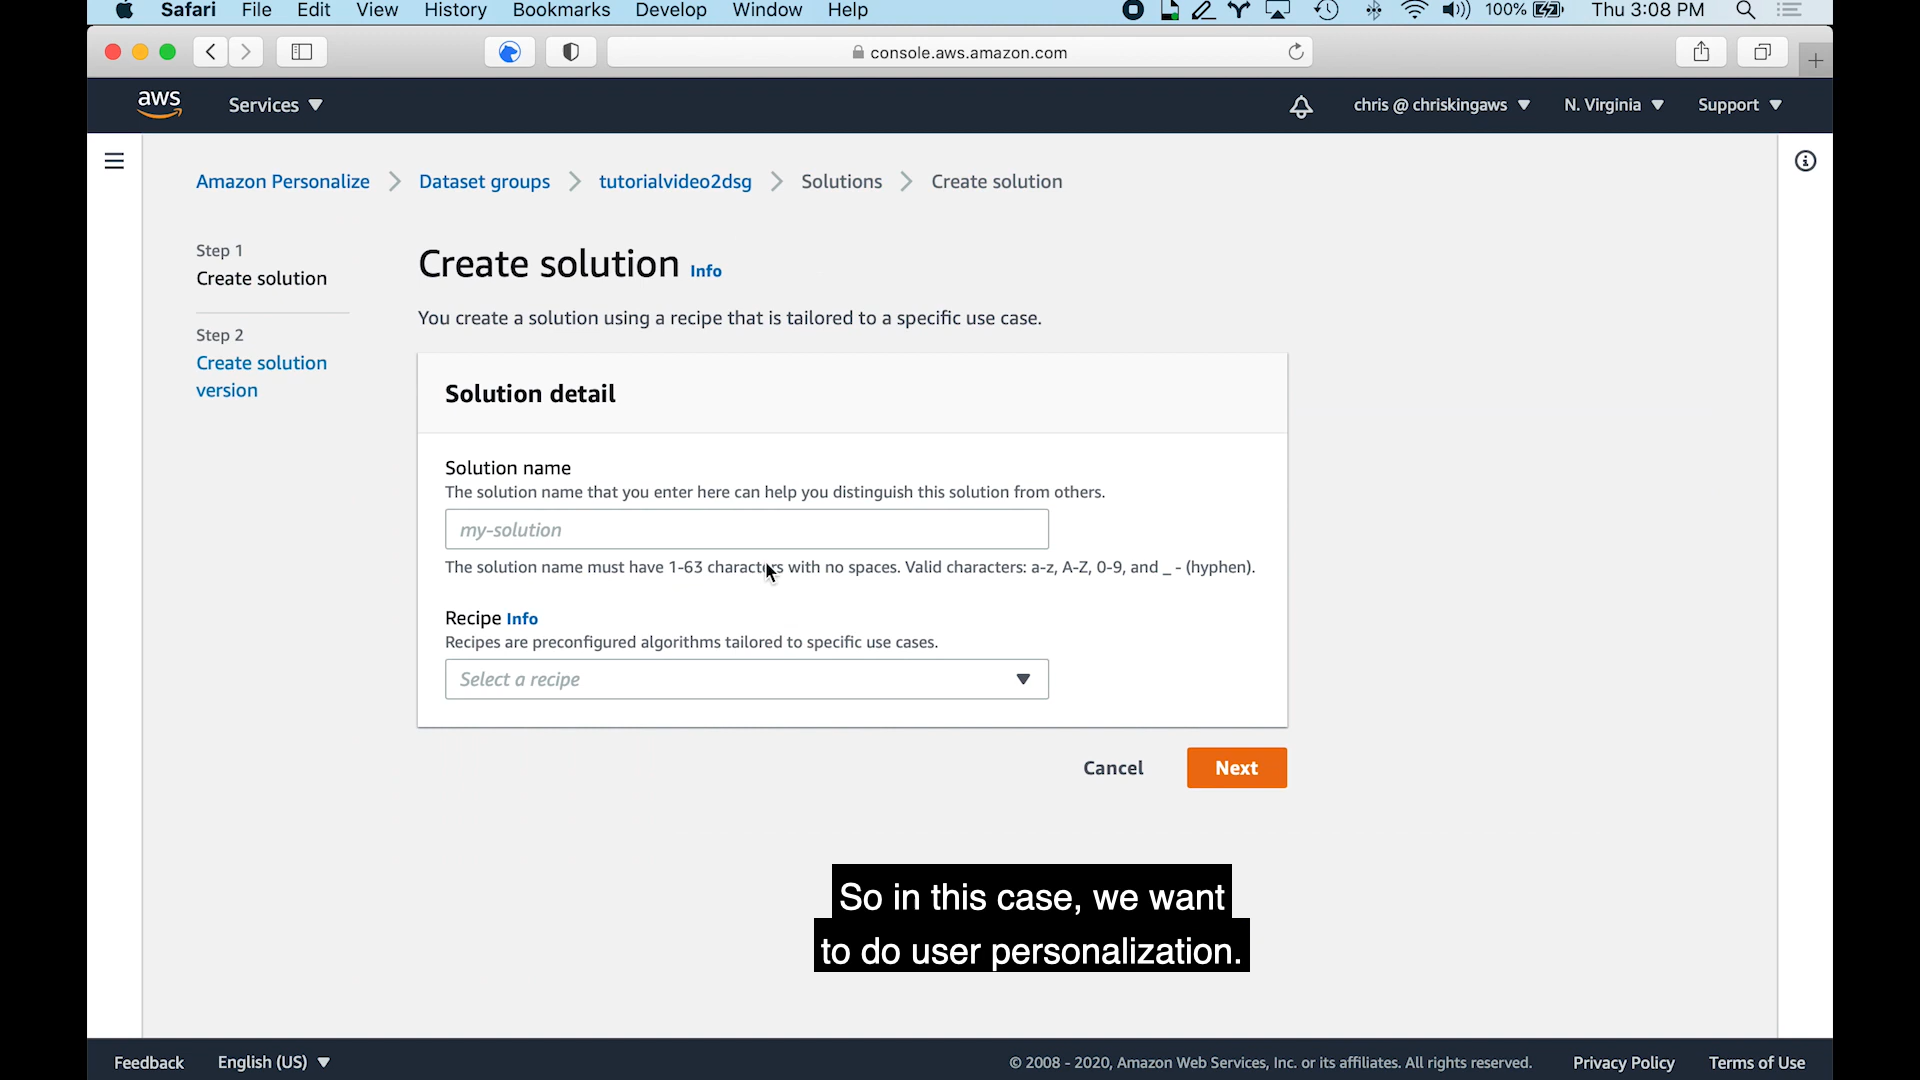 Safari File Edit View History Bookmarks Develop Window Help 100% Thu 3:08 PM
console.aws.amazon.com
aws Services chris @ chriskingaws N. Virginia Support
Amazon Personalize Dataset groups tutorialvideo2dsg Solutions Create solution
Step 1
Create solution
Step 2
Create solution
version
Create solution Info
You create a solution using a recipe that is tailored to a specific use case.
Solution detail
Solution name
The solution name that you enter here can help you distinguish this solution from others.
my-solution
The solution name must have 1-63 characters with no spaces. Valid characters: a-z, A-Z, 0-9, and _ - (hyphen).
Recipe Info
Recipes are preconfigured algorithms tailored to specific use cases.
Select a recipe
Cancel Next
So in this case, we want
to do user personalization.
Feedback English (US) © 2008 - 2020, Amazon Web Services, Inc. or its affiliates. All rights reserved. Privacy Policy Terms of Use